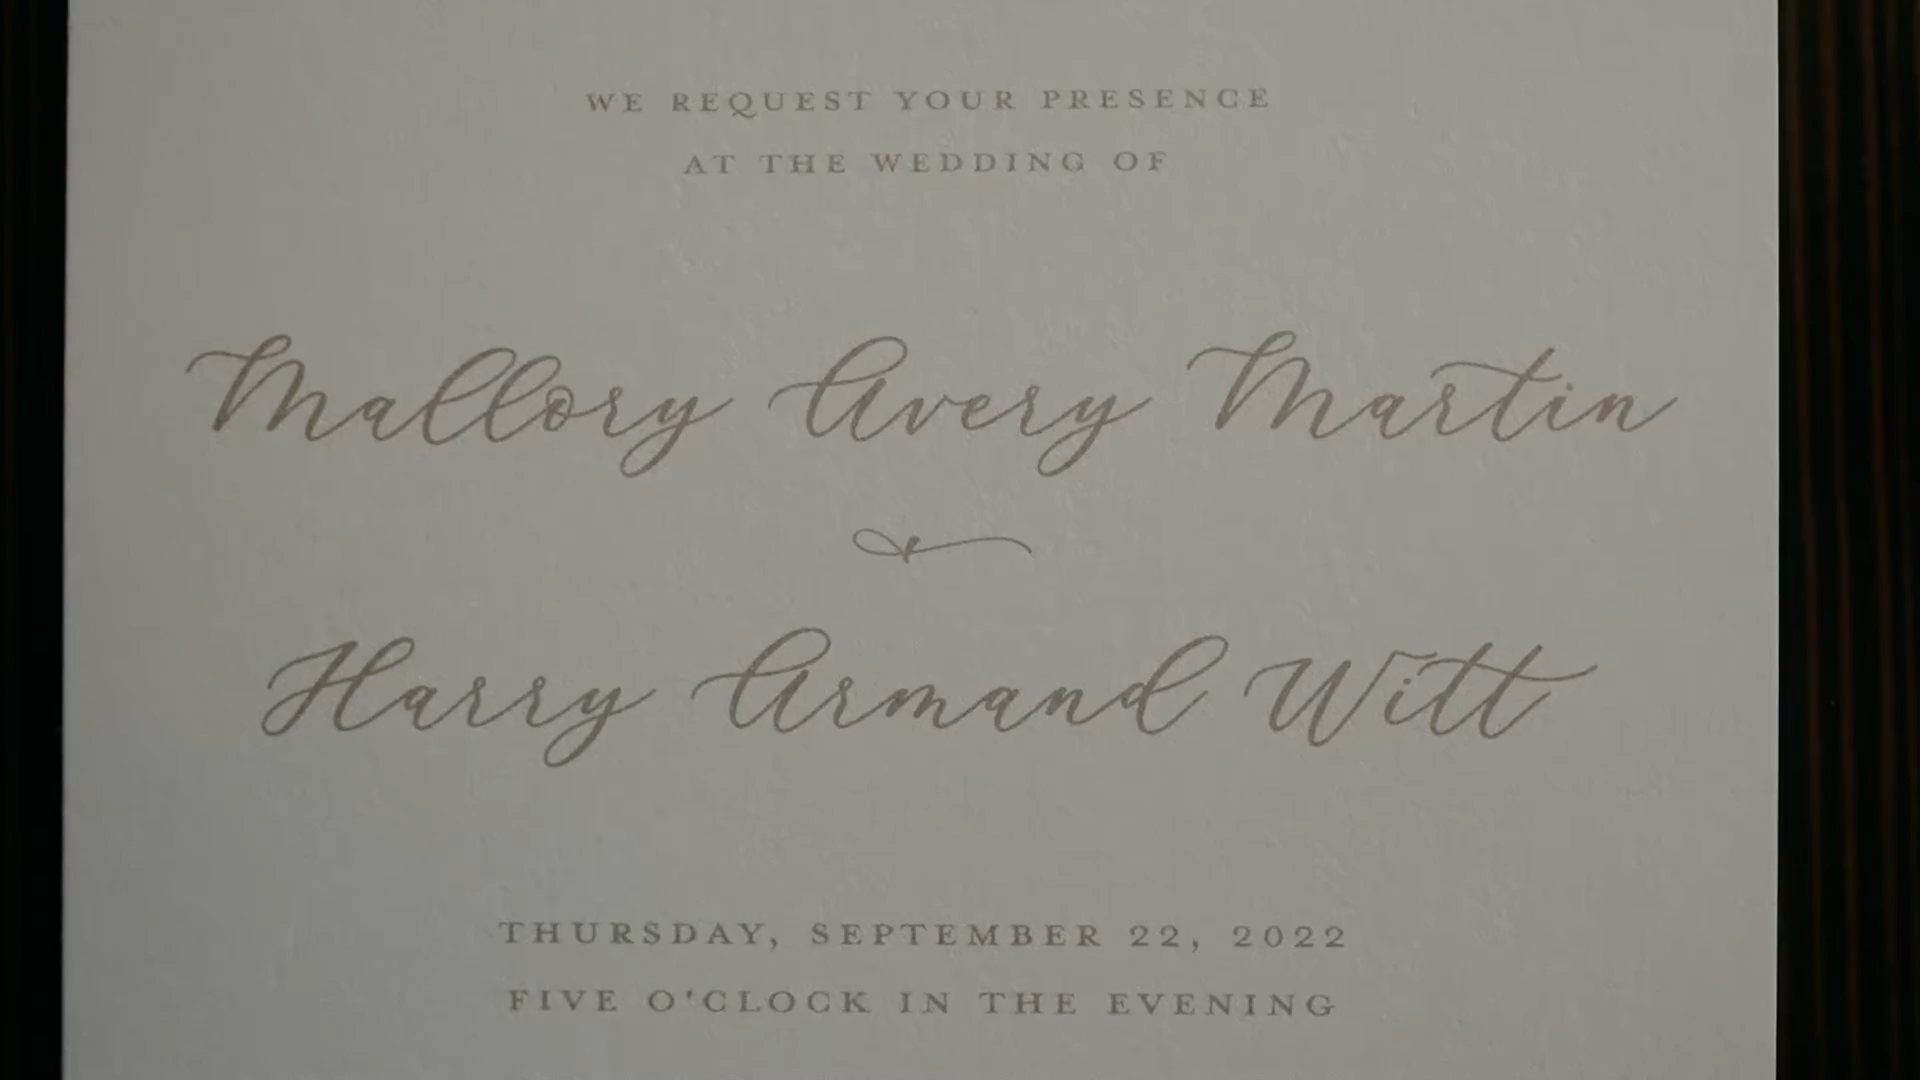 WE REQUEST YOUR PRESENCE
AT THE WEDDING OF
Mallory Avery Martin
Harry Armand Witt
THURSDAY, SEPTEMBER 22, 2022
FIVE O'CLOCK IN THE EVENING